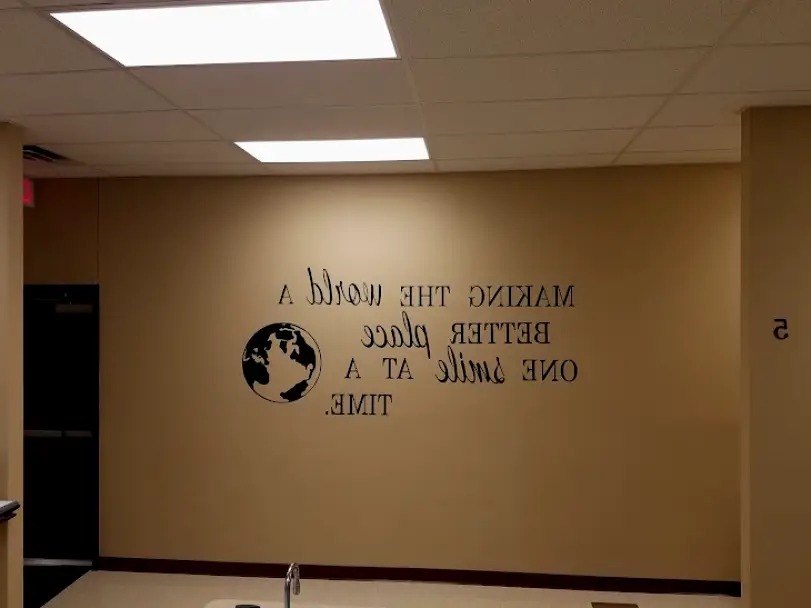 MAKING THE world A
BETTER place
ONE smile AT A
TIME.
5